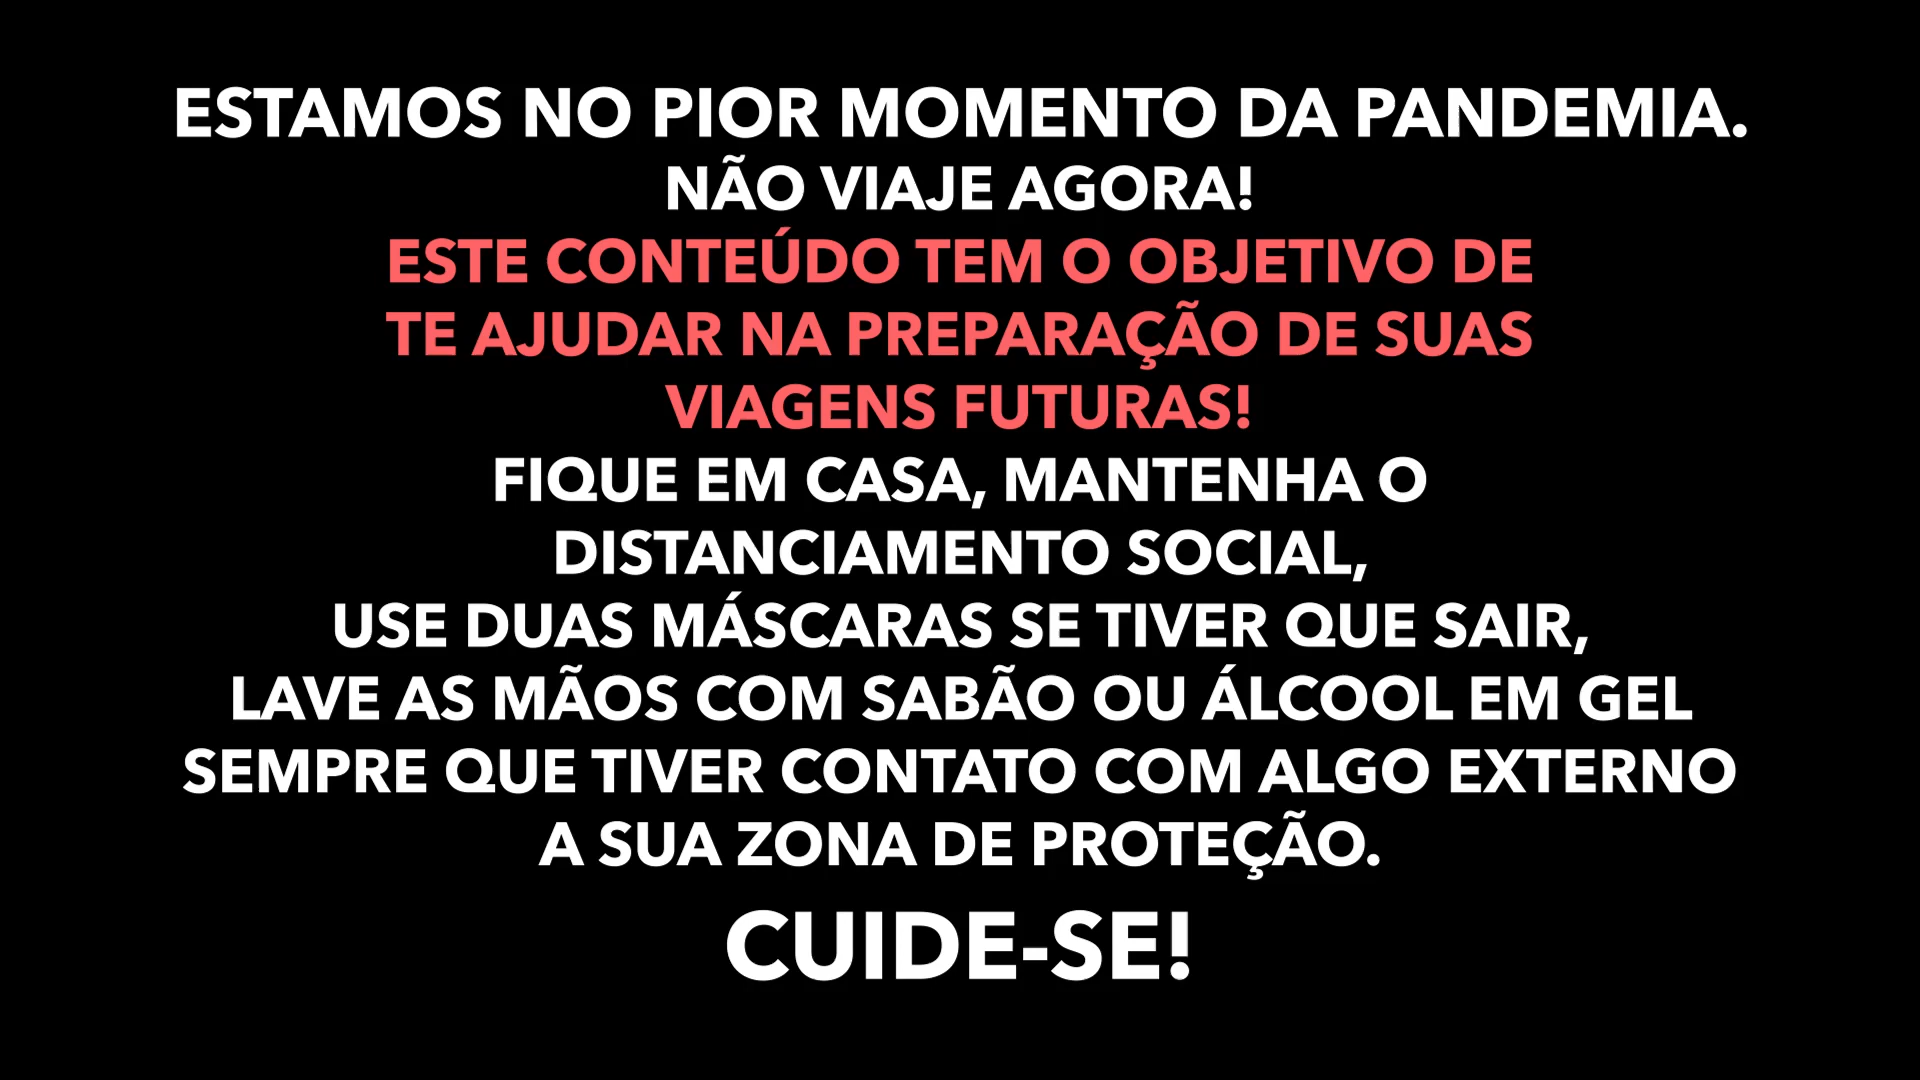 ESTAMOS NO PIOR MOMENTO DA PANDEMIA.
NÃO VIAJE AGORA!
ESTE CONTEÚDO TEM O OBJETIVO DE
TE AJUDAR NA PREPARAÇÃO DE SUAS
VIAGENS FUTURAS!
FIQUE EM CASA, MANTENHA O
DISTANCIAMENTO SOCIAL,
USE DUAS MÁSCARAS SE TIVER QUE SAIR,
LAVE AS MÃOS COM SABÃO OU ÁLCOOL EM GEL
SEMPRE QUE TIVER CONTATO COM ALGO EXTERNO
A SUA ZONA DE PROTEÇÃO.
CUIDE-SE!